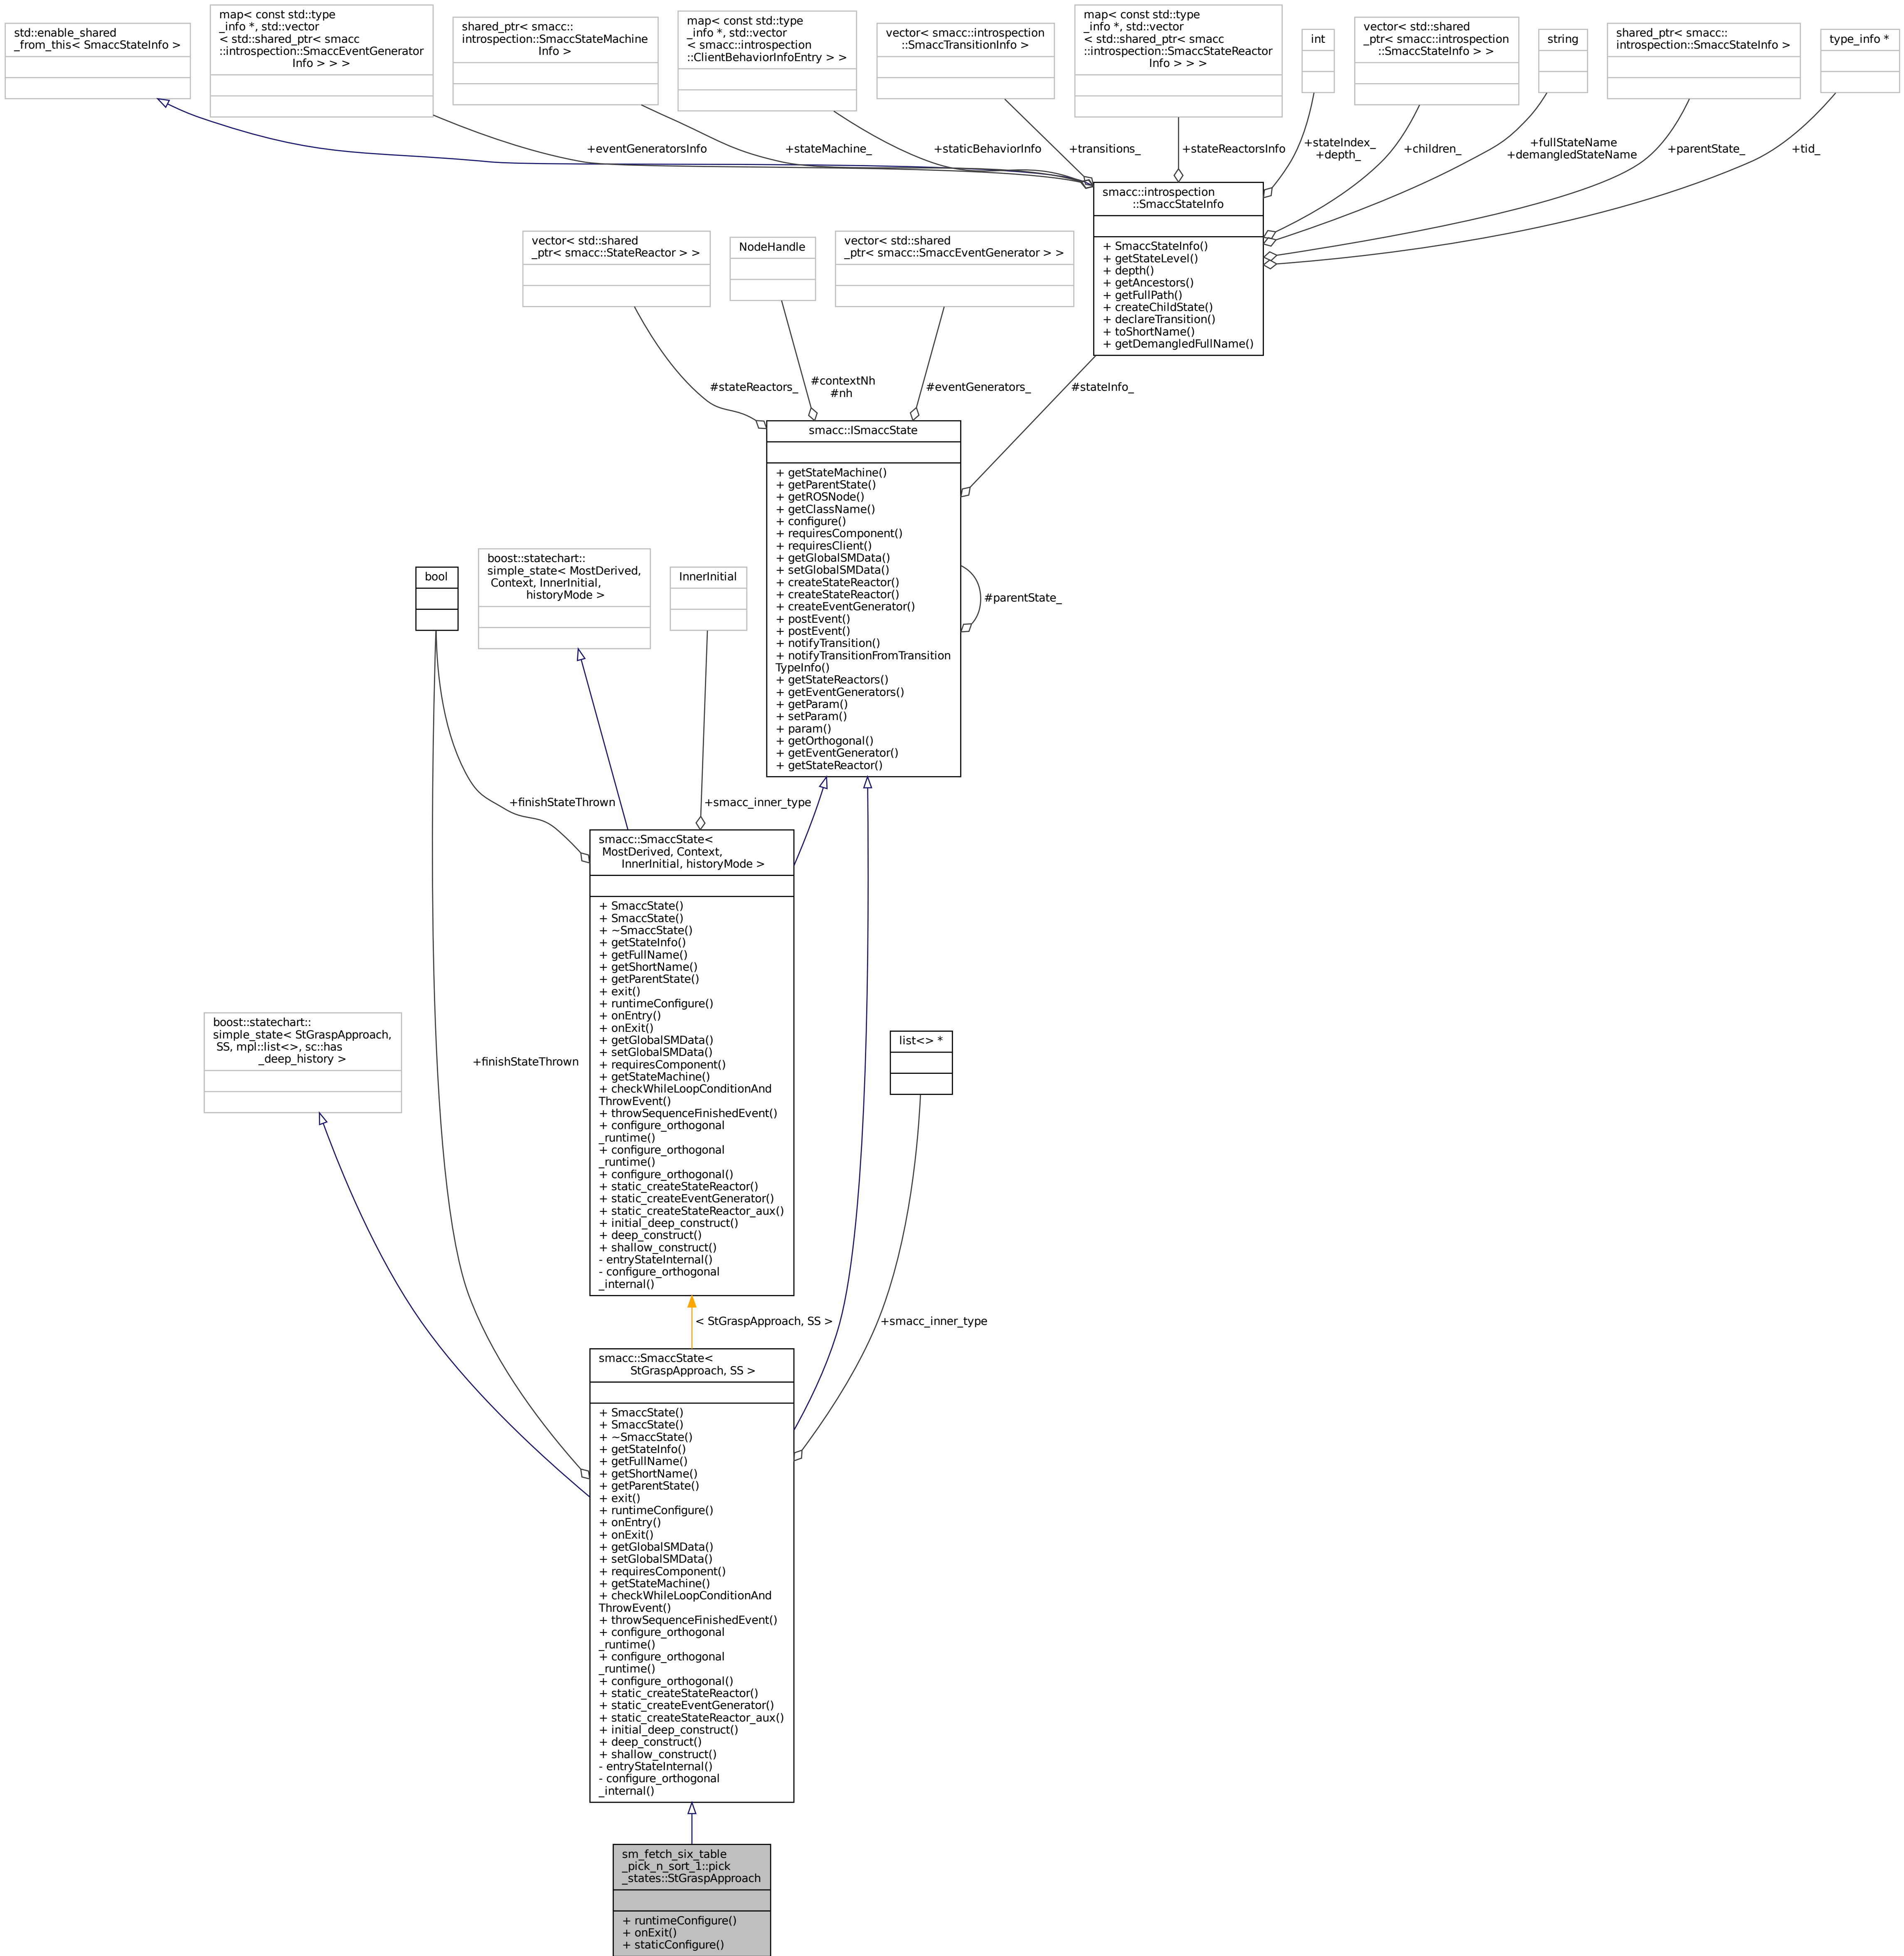 std::enable_shared
_from_this< SmaccStateInfo >
map< const std::type
_info *, std::vector
< std::shared_ptr< smacc
::introspection::SmaccEventGenerator
Info > > >
shared_ptr< smacc::
introspection::SmaccStateMachine
Info >
map< const std::type
_info *, std::vector
< smacc::introspection
::ClientBehaviorInfoEntry > >
vector< smacc::introspection
::SmaccTransitionInfo >
map< const std::type
_info *, std::vector
< std::shared_ptr< smacc
::introspection::SmaccStateReactor
Info > > >
int
vector< std::shared
_ptr< smacc::introspection
::SmaccStateInfo > >
string
shared_ptr< smacc::
introspection::SmaccStateInfo >
type_info *
+eventGeneratorsInfo
+stateMachine_
+staticBehaviorInfo
+transitions_
+stateReactorsInfo
+stateIndex_
+depth_
+children_
+fullStateName
+demangledStateName
+parentState_
+tid_
smacc::introspection
::SmaccStateInfo
+ SmaccStateInfo()
+ getStateLevel()
+ depth()
+ getAncestors()
+ getFullPath()
+ createChildState()
+ declareTransition()
+ toShortName()
+ getDemangledFullName()
vector< std::shared
_ptr< smacc::StateReactor > >
NodeHandle
vector< std::shared
_ptr< smacc::SmaccEventGenerator > >
#stateReactors_
#contextNh
#nh
#eventGenerators_
#stateInfo_
smacc::ISmaccState
+ getStateMachine()
+ getParentState()
+ getROSNode()
+ getClassName()
+ configure()
+ requiresComponent()
+ requiresClient()
+ getGlobalSMData()
+ setGlobalSMData()
+ createStateReactor()
+ createStateReactor()
+ createEventGenerator()
+ postEvent()
+ postEvent()
+ notifyTransition()
+ notifyTransitionFromTransition
TypeInfo()
+ getStateReactors()
+ getEventGenerators()
+ getParam()
+ setParam()
+ param()
+ getOrthogonal()
+ getEventGenerator()
+ getStateReactor()
#parentState_
bool
boost::statechart::
simple_state< MostDerived,
Context, InnerInitial,
historyMode >
InnerInitial
+finishStateThrown
+smacc_inner_type
smacc::SmaccState<
MostDerived, Context,
InnerInitial, historyMode >
+ SmaccState()
+ SmaccState()
+ ~SmaccState()
+ getStateInfo()
+ getFullName()
+ getShortName()
+ getParentState()
+ exit()
+ runtimeConfigure()
+ onEntry()
+ onExit()
+ getGlobalSMData()
+ setGlobalSMData()
+ requiresComponent()
+ getStateMachine()
+ checkWhileLoopConditionAnd
ThrowEvent()
+ throwSequenceFinishedEvent()
+ configure_orthogonal
_runtime()
+ configure_orthogonal
_runtime()
+ configure_orthogonal()
+ static_createStateReactor()
+ static_createEventGenerator()
+ static_createStateReactor_aux()
+ initial_deep_construct()
+ deep_construct()
+ shallow_construct()
- entryStateInternal()
- configure_orthogonal
_internal()
boost::statechart::
simple_state< StGraspApproach,
SS, mpl::list<>, sc::has
_deep_history >
+finishStateThrown
list<> *
< StGraspApproach, SS >
+smacc_inner_type
smacc::SmaccState<
StGraspApproach, SS >
+ SmaccState()
+ SmaccState()
+ ~SmaccState()
+ getStateInfo()
+ getFullName()
+ getShortName()
+ getParentState()
+ exit()
+ runtimeConfigure()
+ onEntry()
+ onExit()
+ getGlobalSMData()
+ setGlobalSMData()
+ requiresComponent()
+ getStateMachine()
+ checkWhileLoopConditionAnd
ThrowEvent()
+ throwSequenceFinishedEvent()
+ configure_orthogonal
_runtime()
+ configure_orthogonal
_runtime()
+ configure_orthogonal()
+ static_createStateReactor()
+ static_createEventGenerator()
+ static_createStateReactor_aux()
+ initial_deep_construct()
+ deep_construct()
+ shallow_construct()
- entryStateInternal()
- configure_orthogonal
_internal()
sm_fetch_six_table
_pick_n_sort_1::pick
_states::StGraspApproach
+ runtimeConfigure()
+ onExit()
+ staticConfigure()